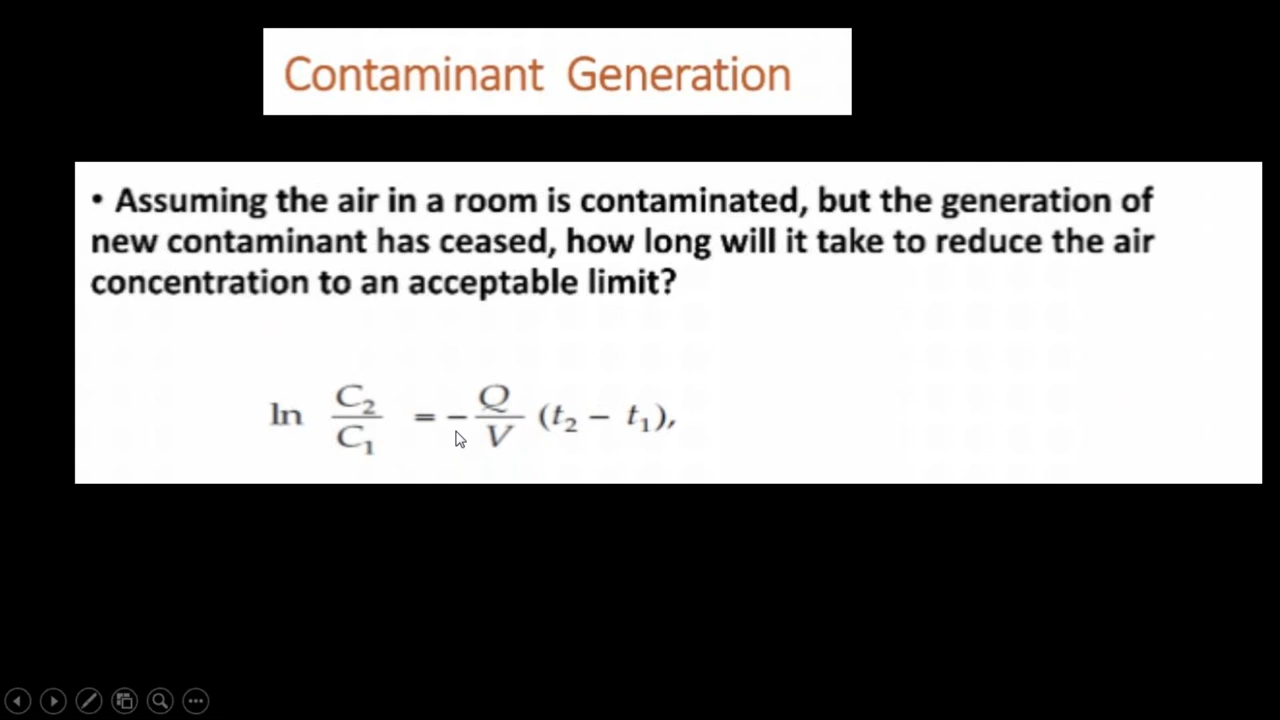 Contaminant Generation
• Assuming the air in a room is contaminated, but the generation of
new contaminant has ceased, how long will it take to reduce the air
concentration to an acceptable limit?
ln C₂/C₁ = − Q/V (t₂ − t₁),